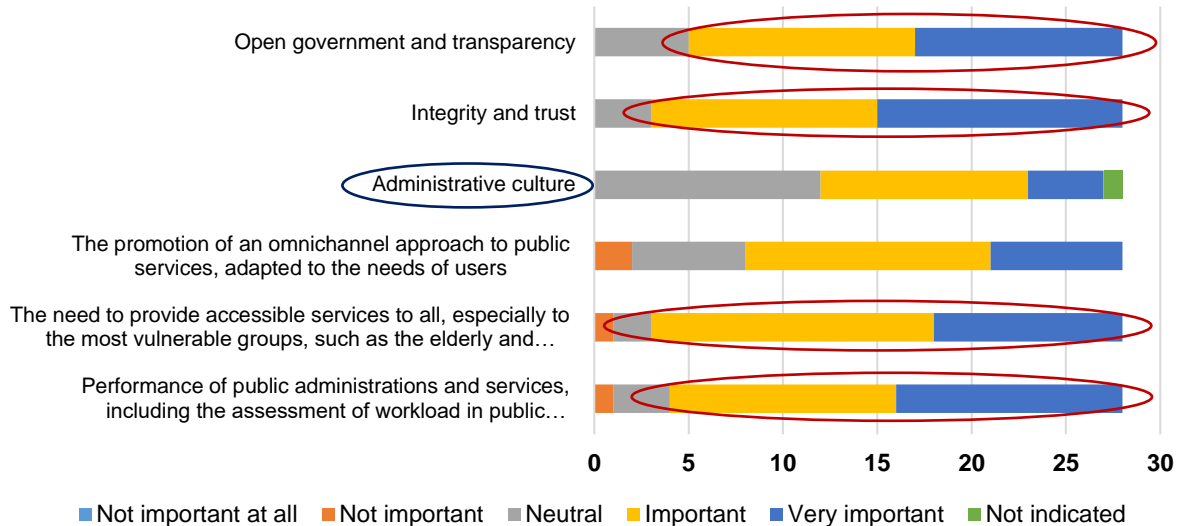 Open government and transparency
Integrity and trust
Administrative culture
The promotion of an omnichannel approach to public
services, adapted to the needs of users
The need to provide accessible services to all, especially to
the most vulnerable groups, such as the elderly and…
Performance of public administrations and services,
including the assessment of workload in public…
0 5 10 15 20 25 30
Not important at all Not important Neutral Important Very important Not indicated